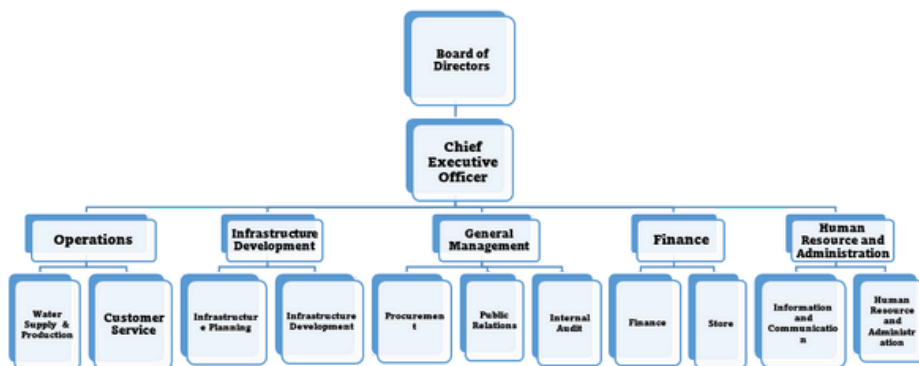 Board of
Directors
Chief
Executive
Officer
Operations
Infrastructure
Development
General
Management
Finance
Human
Resource and
Administration
Water
Supply &
Production
Customer
Service
Infrastructur
e Planning
Infrastructure
Development
Procuremen
t
Public
Relations
Internal
Audit
Finance
Store
Information
and
Communicatio
n
Human
Resource
and
Administr
ation